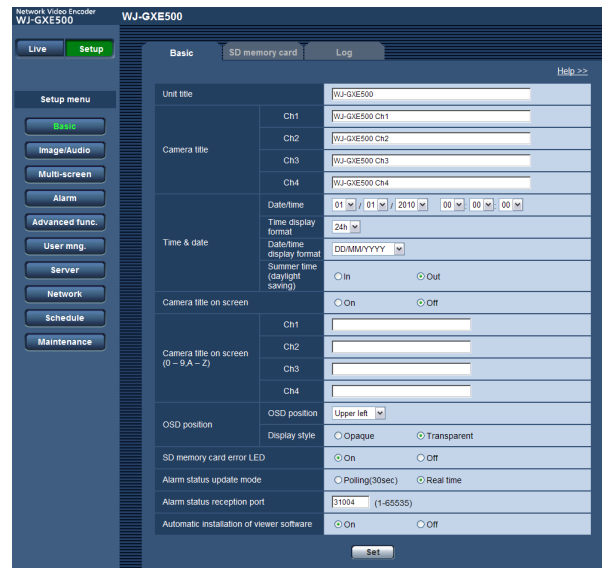 Network Video Encoder
WJ-GXE500
WJ-GXE500
Live Setup
Basic SD memory card Log
Help >>
Setup menu
Basic
Image/Audio
Multi-screen
Alarm
Advanced func.
User mng.
Server
Network
Schedule
Maintenance
Unit title WJ-GXE500
Camera title
Ch1 WJ-GXE500 Ch1
Ch2 WJ-GXE500 Ch2
Ch3 WJ-GXE500 Ch3
Ch4 WJ-GXE500 Ch4
Time & date
Date/time 01 / 01 / 2010 00 : 00 : 00
Time display
format
24h
Date/time
display format
DD/MM/YYYY
Summer time
(daylight
saving)
In Out
Camera title on screen On Off
Camera title on screen
(0 – 9,A – Z)
Ch1
Ch2
Ch3
Ch4
OSD position
OSD position Upper left
Display style Opaque Transparent
SD memory card error LED On Off
Alarm status update mode Polling(30sec) Real time
Alarm status reception port 31004 (1-65535)
Automatic installation of viewer software On Off
Set